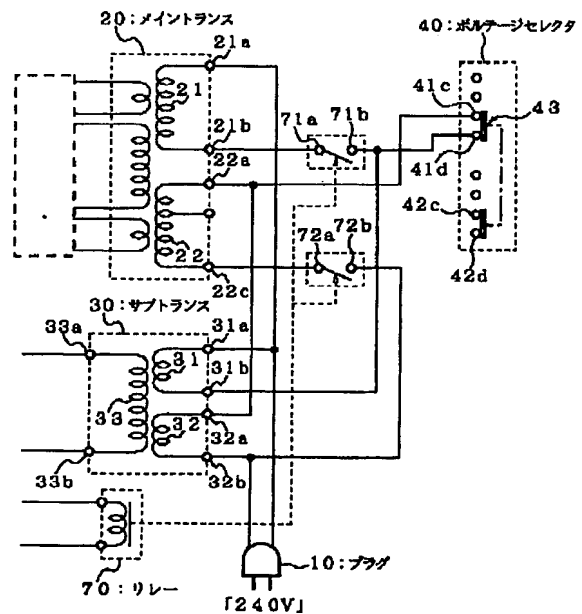 20:メイントランス
21a
40:ボルテージセレクタ
41c
43
21
71a
71b
21b
22a
41d
42c
72a
72b
22
22c
42d
30:サブトランス
33a
31a
31
31b
33
32
32a
33b
32b
10:プラグ
70:リレー
「240V」